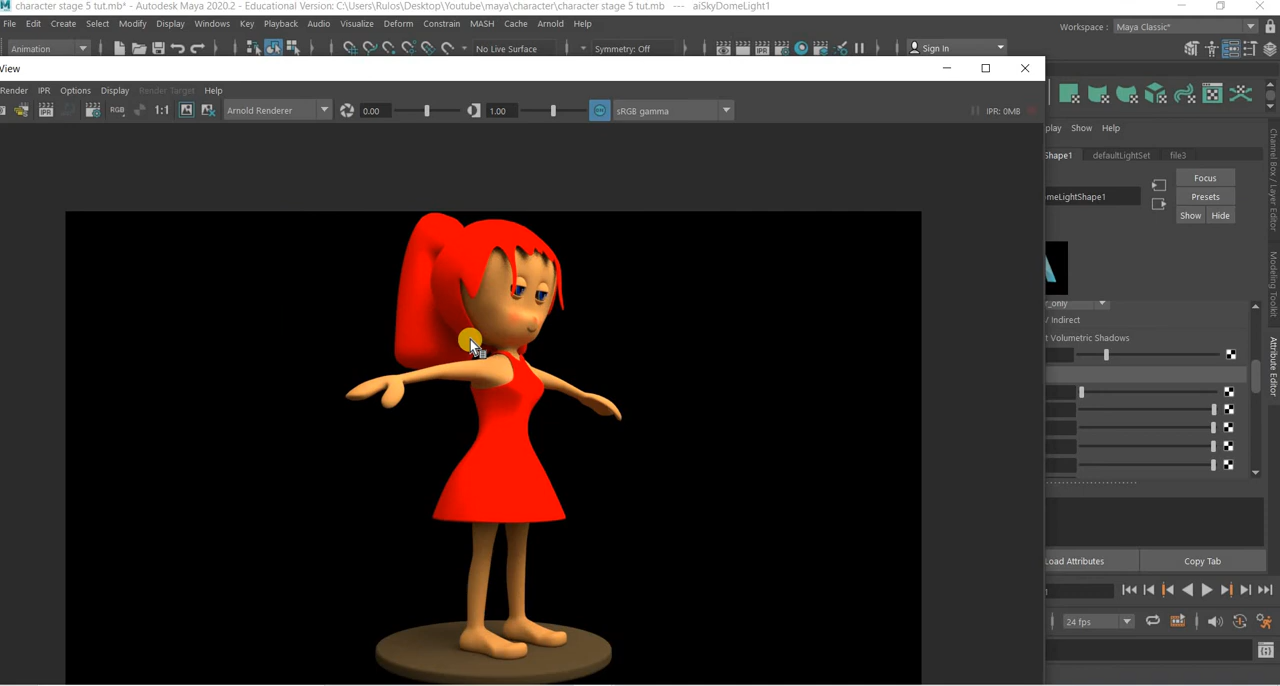 character stage 5 tut.mb* - Autodesk Maya 2020.2 - Educational Version: C:\Users\Rulos\Desktop\Youtube\maya\character\character stage 5 tut.mb --- aiSkyDomeLight1
File Edit Create Select Modify Display Windows Key Playback Audio Visualize Deform Constrain MASH Cache Arnold Help
Workspace : Maya Classic*
Animation No Live Surface Symmetry: Off IPR Sign In
View
Render IPR Options Display Render Target Help
IPR RGB 1:1 Arnold Renderer 0.00 1.00 sRGB gamma IPR: 0MB
play Show Help
Shape1 defaultLightSet file3
Focus
omeLightShape1 Presets
Show Hide
_only
/ Indirect
t Volumetric Shadows
Load Attributes Copy Tab
24 fps
Channel Box / Layer Editor
Modeling Toolkit
Attribute Editor